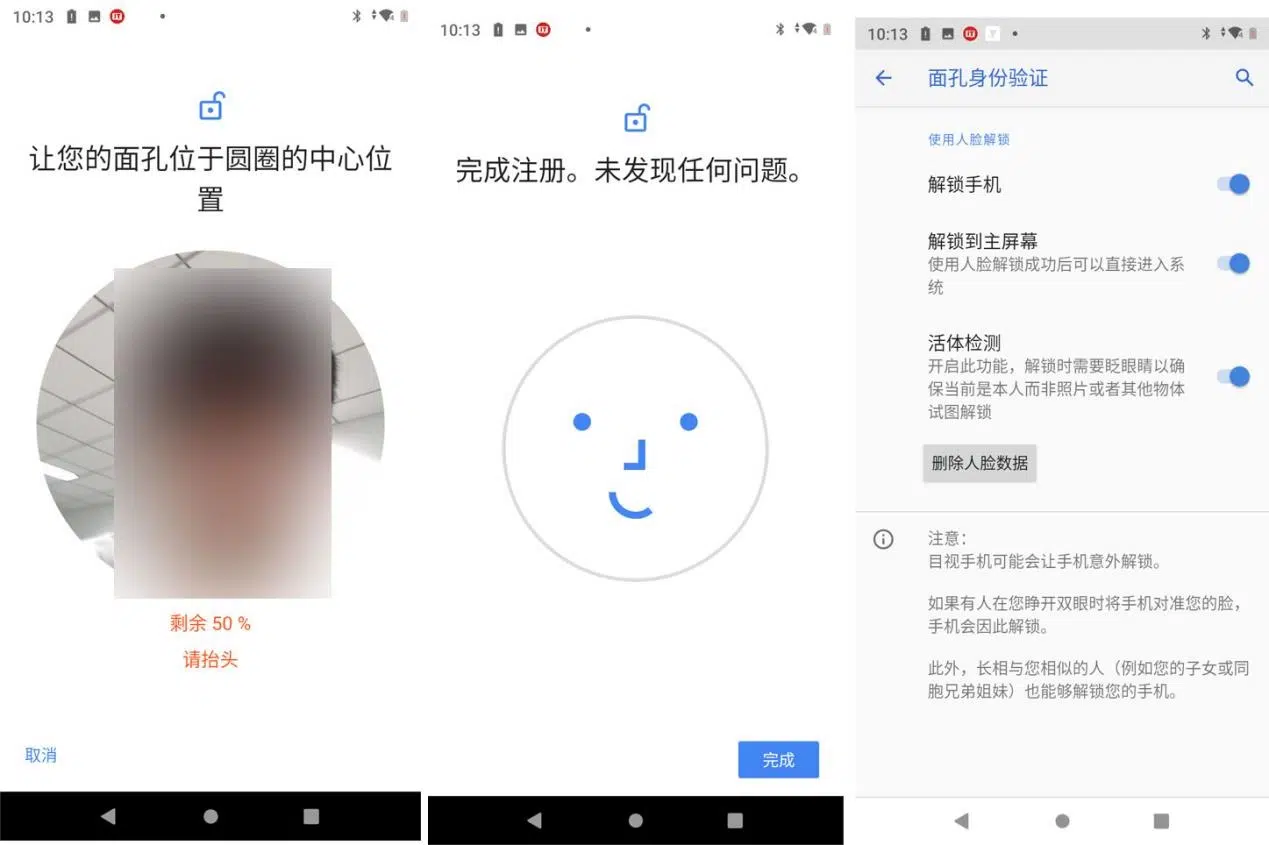 10:13
让您的面孔位于圆圈的中心位
置
剩余 50 %
请抬头
取消
10:13
完成注册。未发现任何问题。
完成
10:13
面孔身份验证
使用人脸解锁
解锁手机
解锁到主屏幕
使用人脸解锁成功后可以直接进入系
统
活体检测
开启此功能，解锁时需要眨眼睛以确
保当前是本人而非照片或者其他物体
试图解锁
删除人脸数据
注意：
目视手机可能会让手机意外解锁。
如果有人在您睁开双眼时将手机对准您的脸，
手机会因此解锁。
此外，长相与您相似的人（例如您的子女或同
胞兄弟姐妹）也能够解锁您的手机。